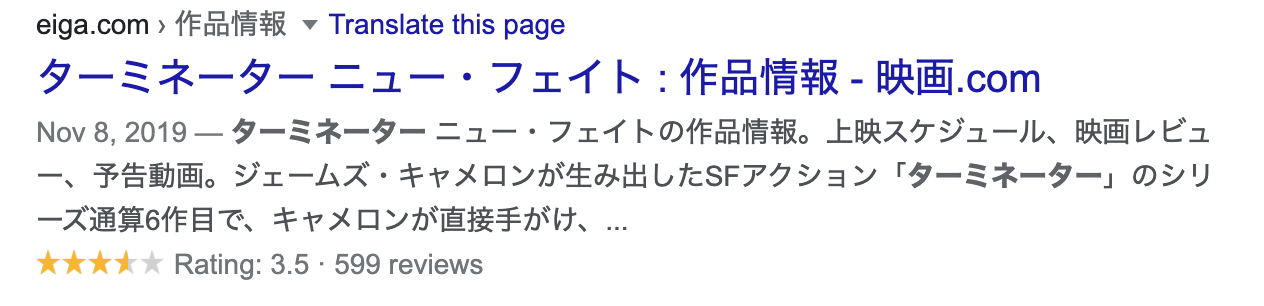 eiga.com › 作品情報 ▼ Translate this page
ターミネーター ニュー・フェイト : 作品情報 - 映画.com
Nov 8, 2019 — ターミネーター ニュー・フェイトの作品情報。上映スケジュール、映画レビュ
ー、予告動画。ジェームズ・キャメロンが生み出したSFアクション「ターミネーター」のシリ
ーズ通算6作目で、キャメロンが直接手がけ、...
Rating: 3.5 · 599 reviews